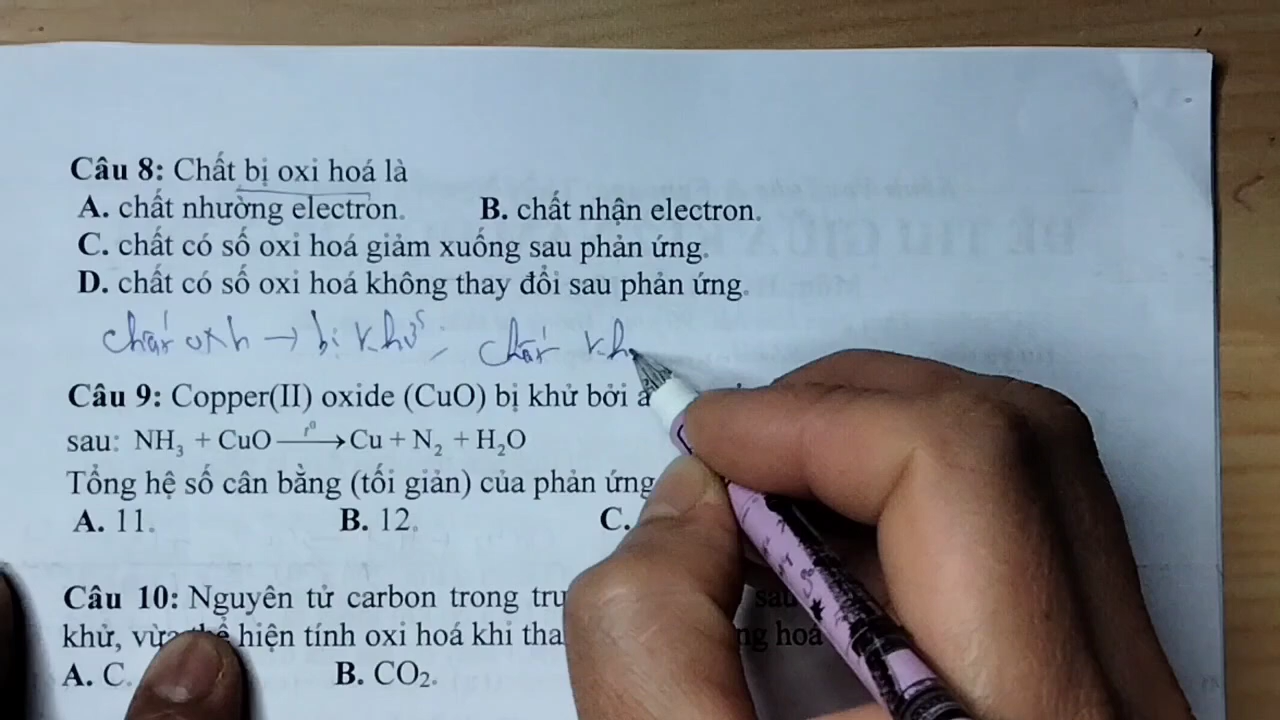 Câu 8: Chất bị oxi hoá là
A. chất nhường electron. B. chất nhận electron.
C. chất có số oxi hoá giảm xuống sau phản ứng.
D. chất có số oxi hoá không thay đổi sau phản ứng.
chất oxh → bị khử; chất kh
Câu 9: Copper(II) oxide (CuO) bị khử bởi a
sau: NH₃ + CuO —t⁰→ Cu + N₂ + H₂O
Tổng hệ số cân bằng (tối giản) của phản ứng
A. 11. B. 12. C.
Câu 10: Nguyên tử carbon trong sau
khử, vừa hiện tính oxi hoá khi tha hoá
A. C. B. CO₂.